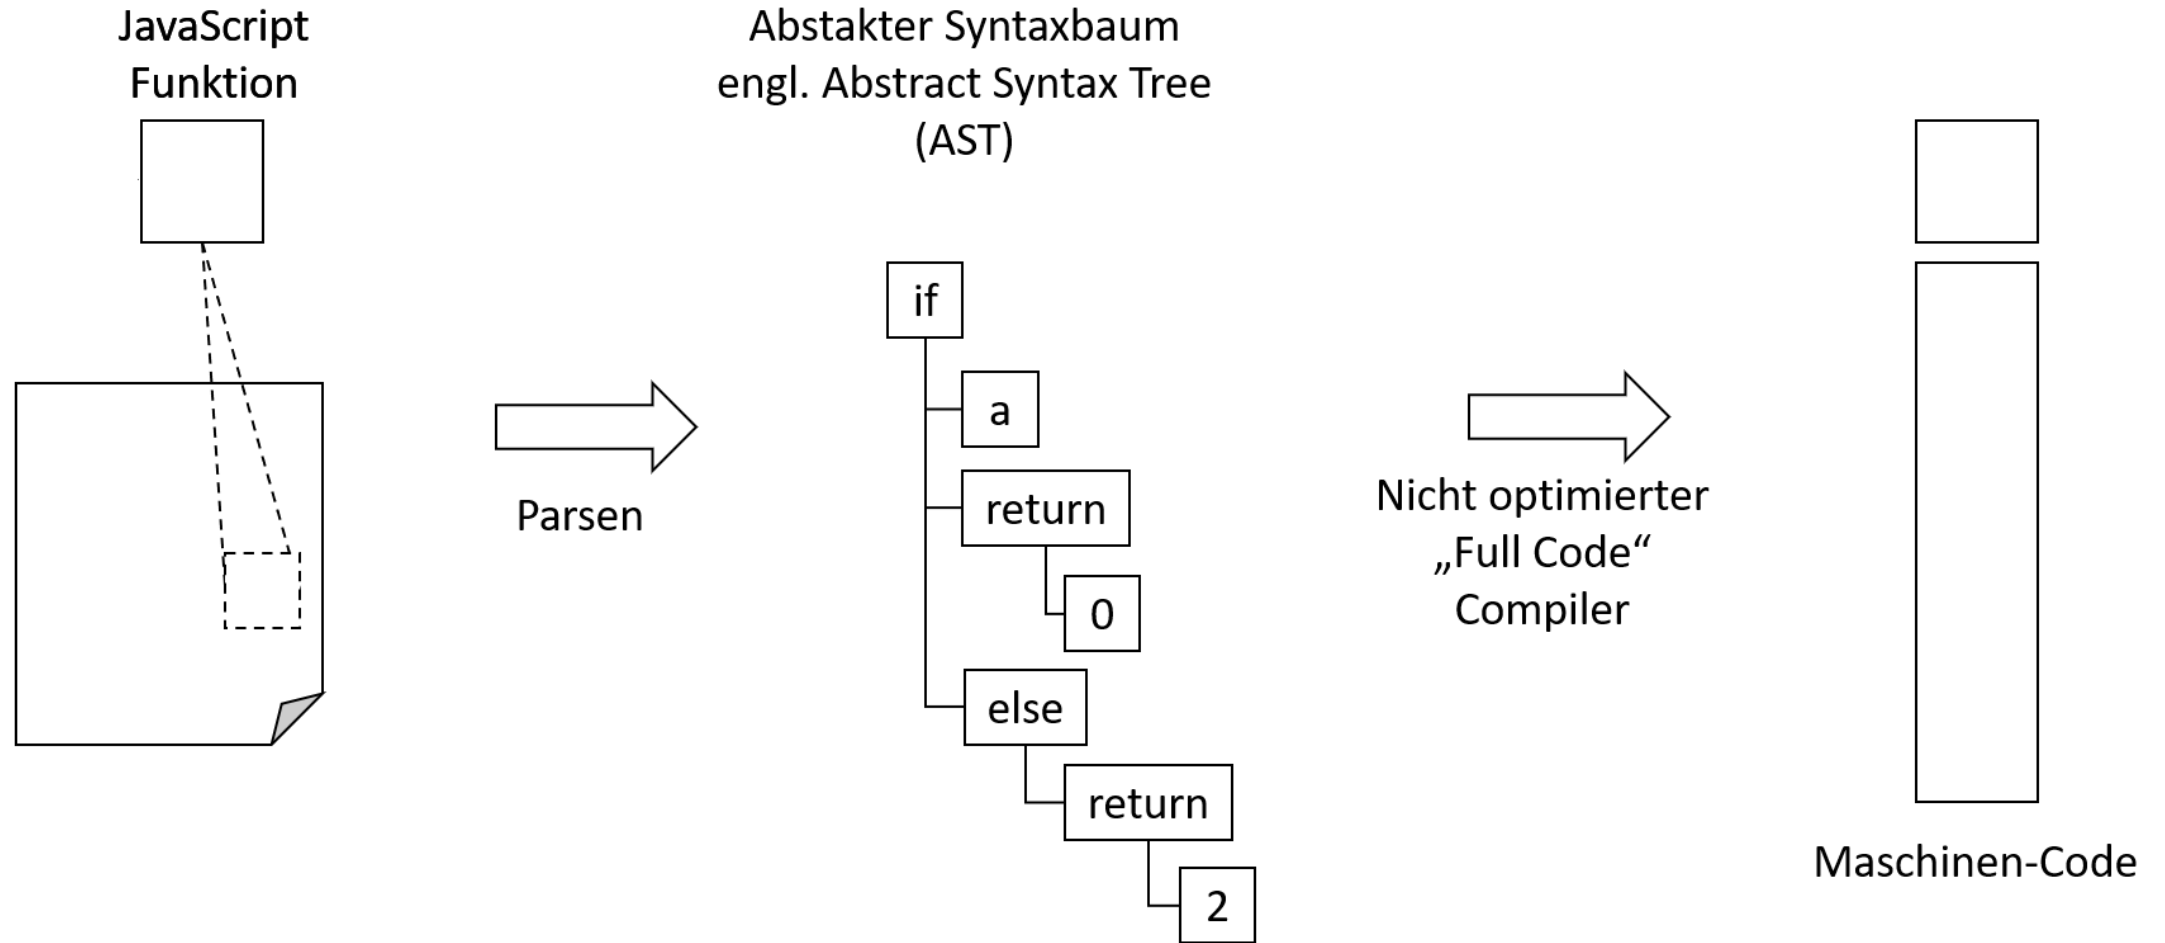 JavaScript
Funktion
Abstakter Syntaxbaum
engl. Abstract Syntax Tree
(AST)
if
a
return
0
else
return
2
Parsen
Nicht optimierter
„Full Code“
Compiler
Maschinen-Code